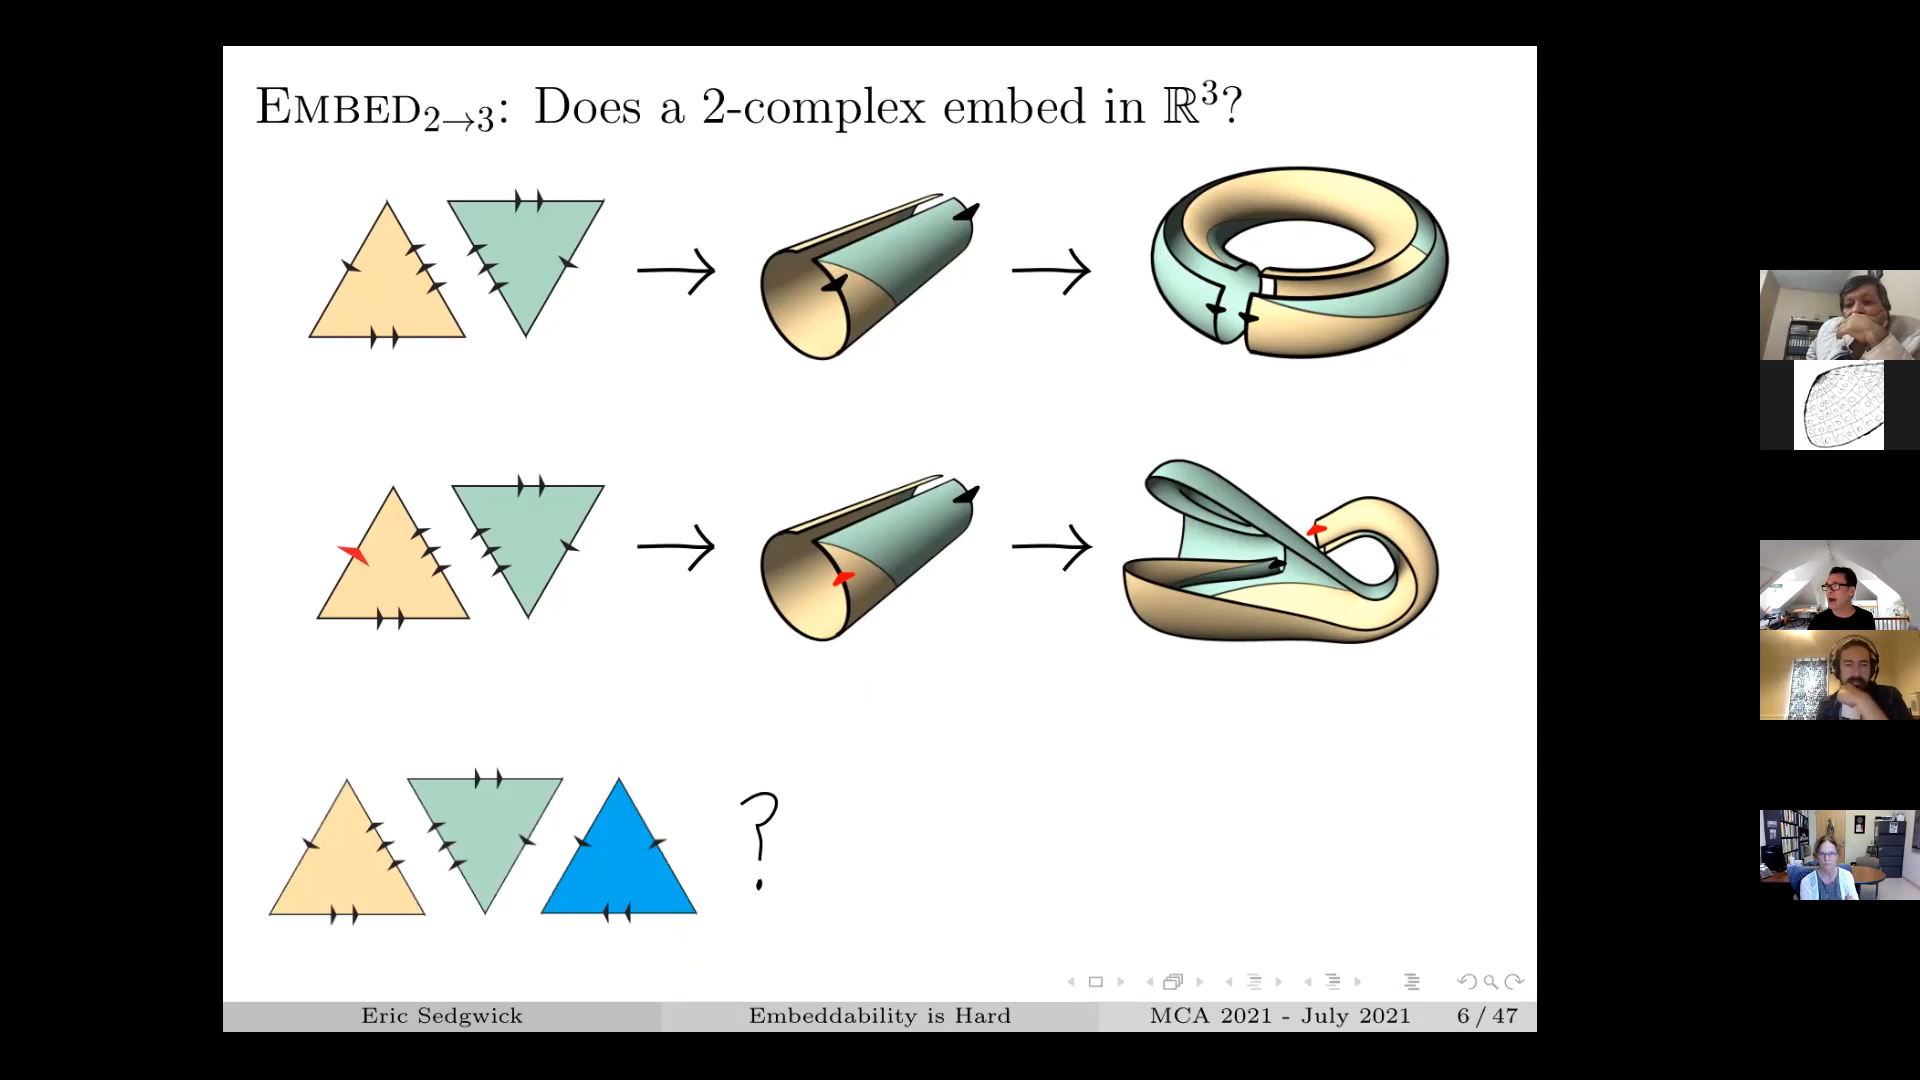 EMBED2→3: Does a 2-complex embed in ℝ³?
?
Eric Sedgwick
Embeddability is Hard
MCA 2021 - July 2021
6 / 47